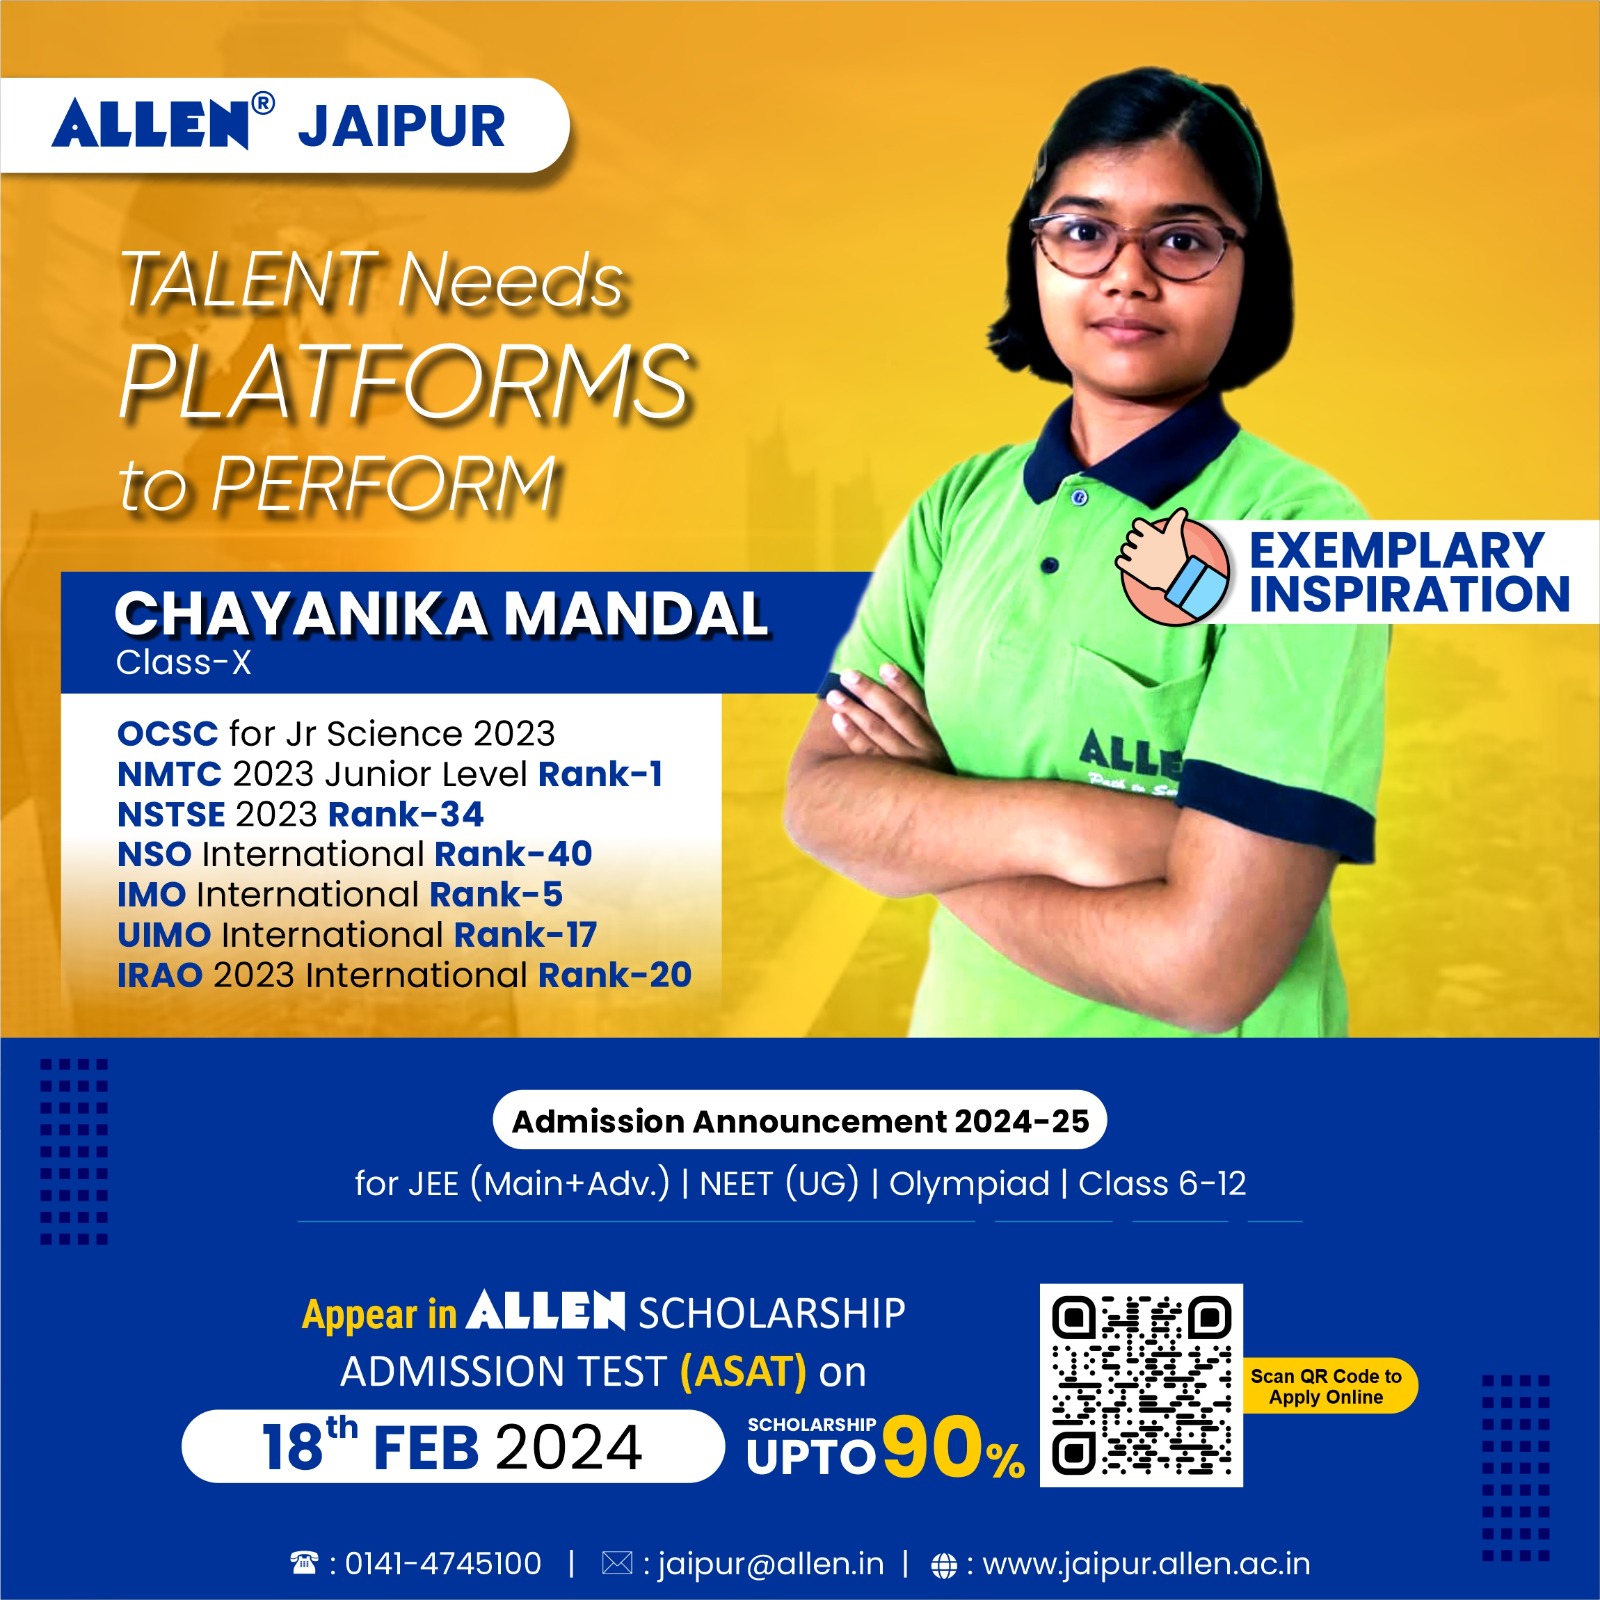 ALLEN® JAIPUR
TALENT Needs
PLATFORMS
to PERFORM
EXEMPLARY
INSPIRATION
CHAYANIKA MANDAL
Class-X
OCSC for Jr Science 2023
NMTC 2023 Junior Level Rank-1
NSTSE 2023 Rank-34
NSO International Rank-40
IMO International Rank-5
UIMO International Rank-17
IRAO 2023 International Rank-20
ALLE
Admission Announcement 2024-25
for JEE (Main+Adv.) | NEET (UG) | Olympiad | Class 6-12
Appear in ALLEN SCHOLARSHIP
ADMISSION TEST (ASAT) on
18th FEB 2024
SCHOLARSHIP
UPTO 90%
Scan QR Code to
Apply Online
: 0141-4745100 | : jaipur@allen.in | : www.jaipur.allen.ac.in